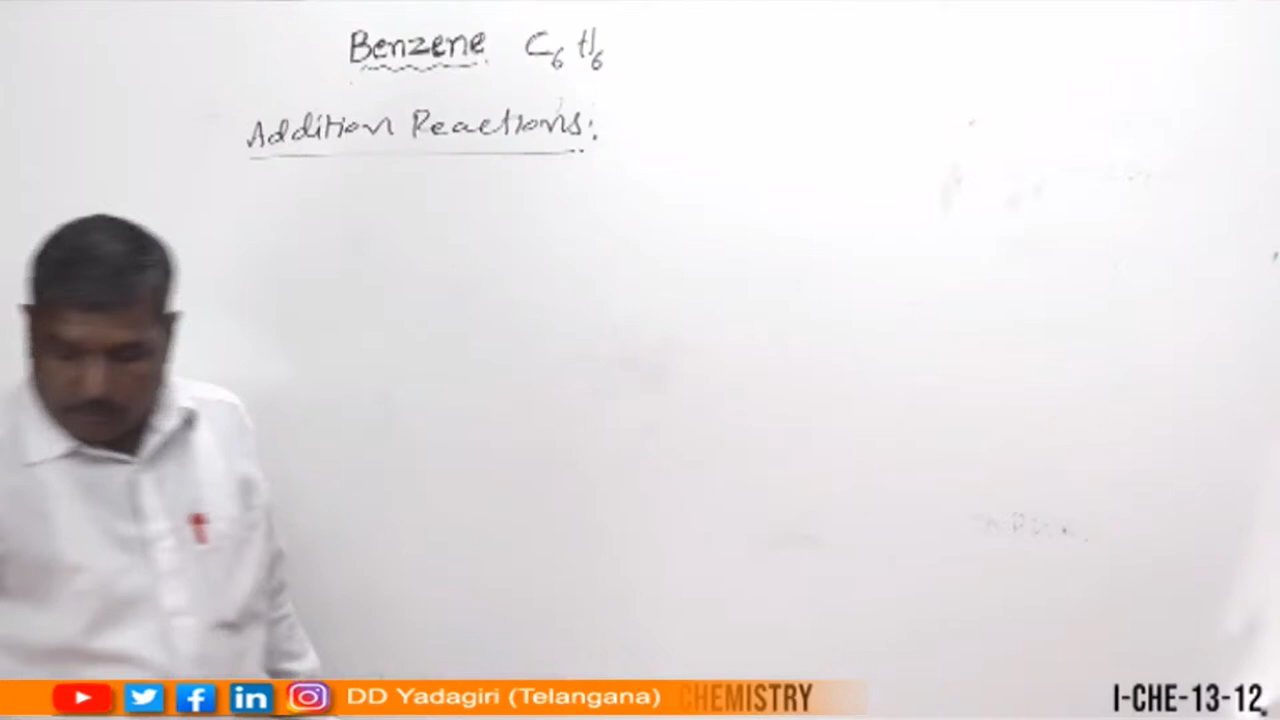 Benzene C₆H₆
Addition Reactions:
DD Yadagiri (Telangana) CHEMISTRY
I-CHE-13-12